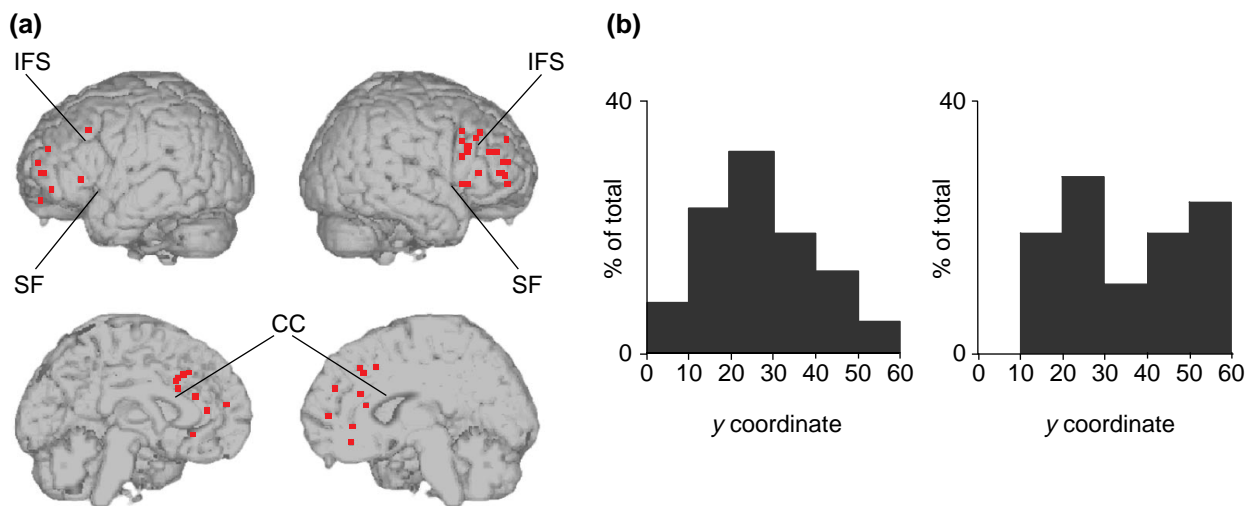 (a)
IFS
IFS
SF
SF
CC
(b)
40
% of total
0
0 10 20 30 40 50 60
y coordinate
40
% of total
0
0 10 20 30 40 50 60
y coordinate